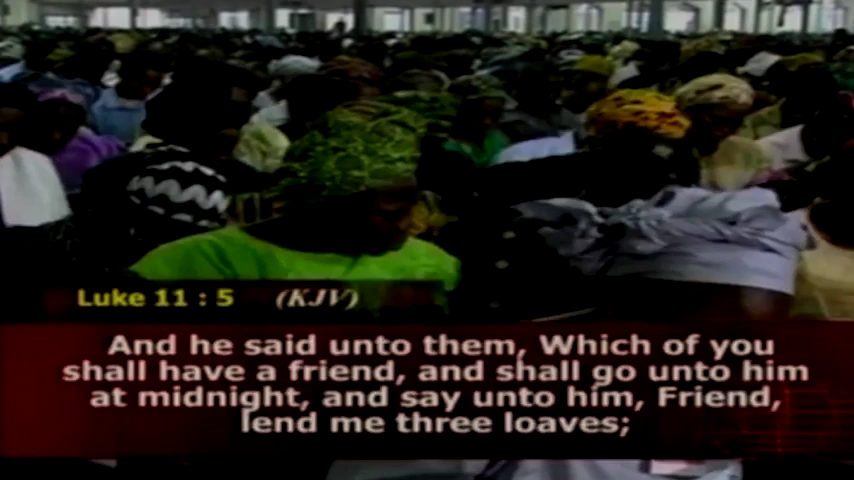 Luke 11 : 5 (KJV)
And he said unto them, Which of you
shall have a friend, and shall go unto him
at midnight, and say unto him, Friend,
lend me three loaves;